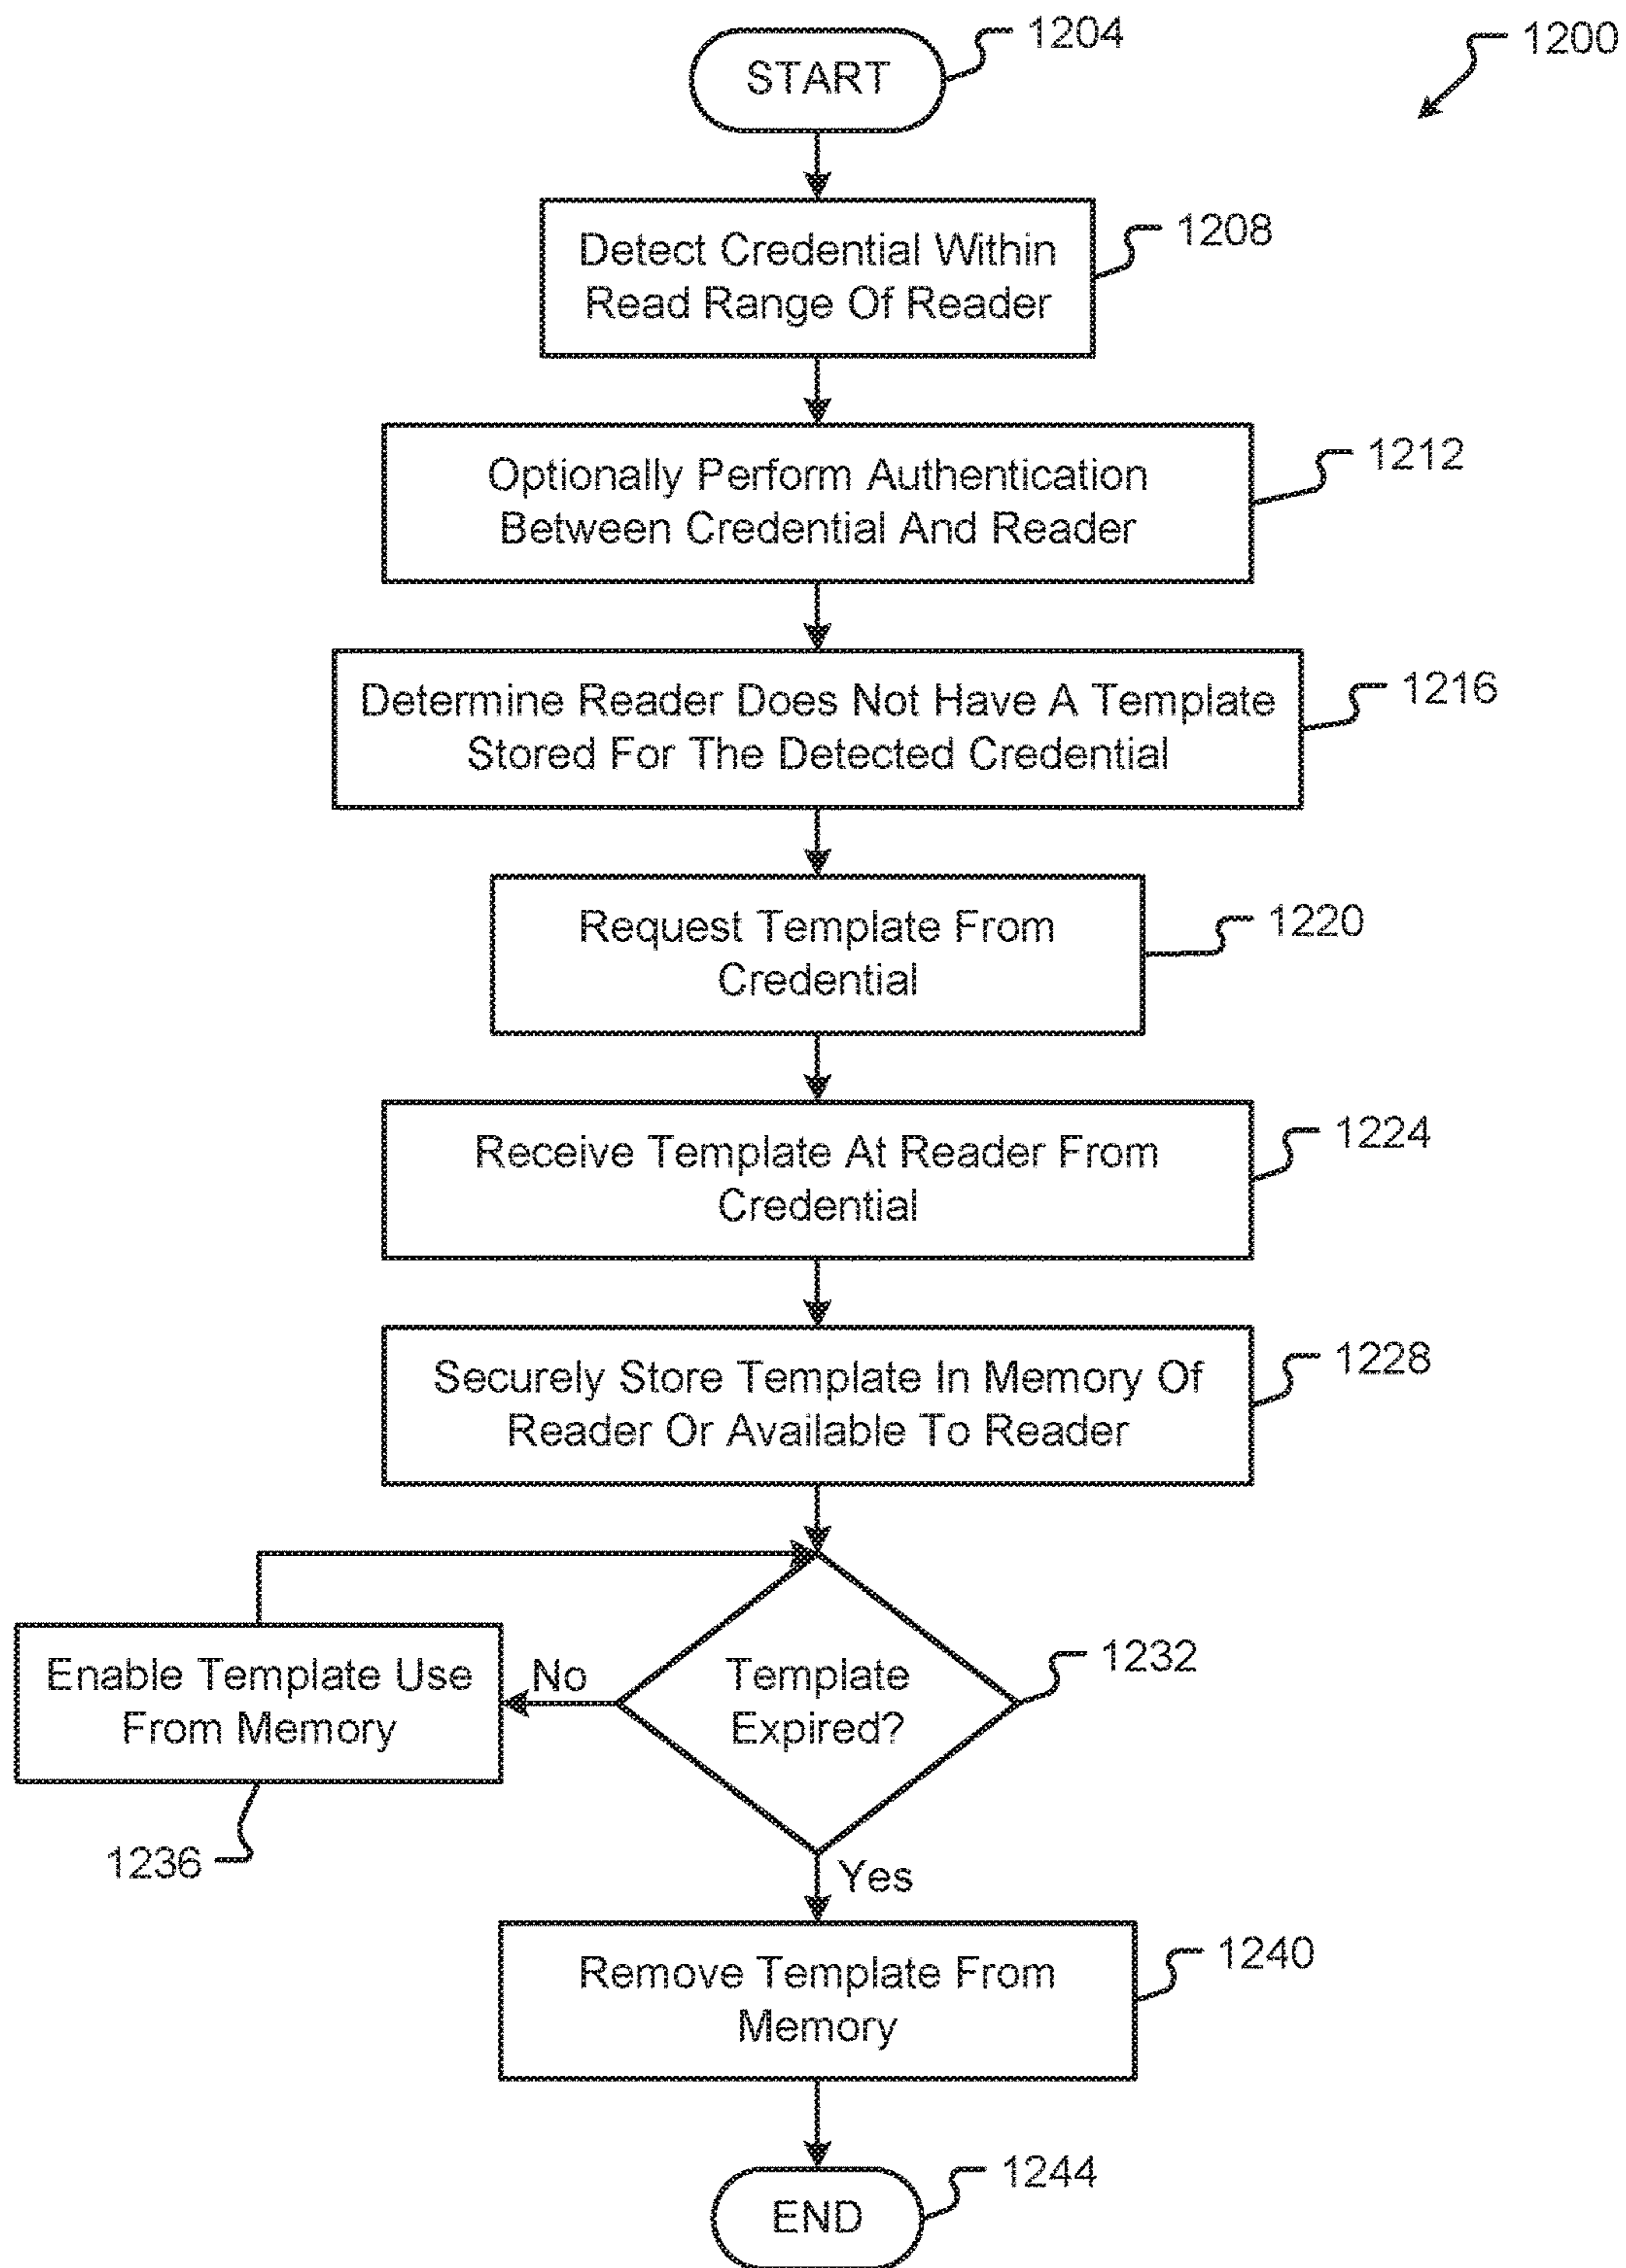 1204
1200
START
1208
Detect Credential Within
Read Range Of Reader
1212
Optionally Perform Authentication
Between Credential And Reader
1216
Determine Reader Does Not Have A Template
Stored For The Detected Credential
1220
Request Template From
Credential
1224
Receive Template At Reader From
Credential
1228
Securely Store Template In Memory Of
Reader Or Available To Reader
1232
Enable Template Use
From Memory
No
Template
Expired?
1236
Yes
1240
Remove Template From
Memory
1244
END